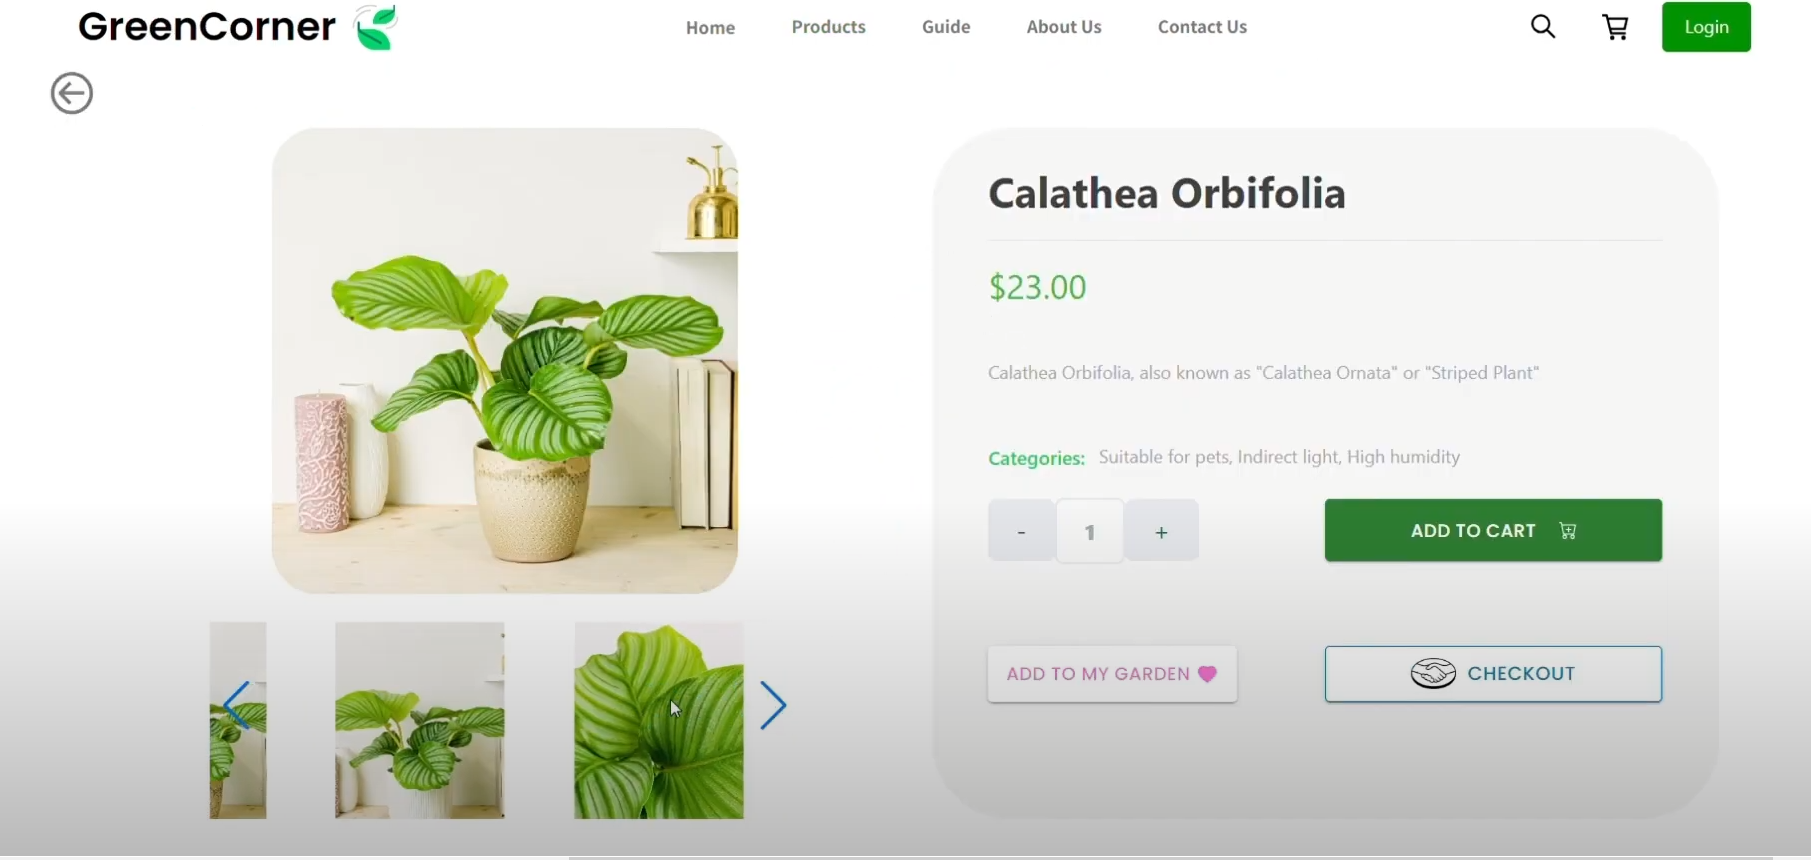 GreenCorner
Home Products Guide About Us Contact Us
Login
Calathea Orbifolia
$23.00
Calathea Orbifolia, also known as "Calathea Ornata" or "Striped Plant"
Categories: Suitable for pets, Indirect light, High humidity
- 1 +
ADD TO CART
ADD TO MY GARDEN
CHECKOUT